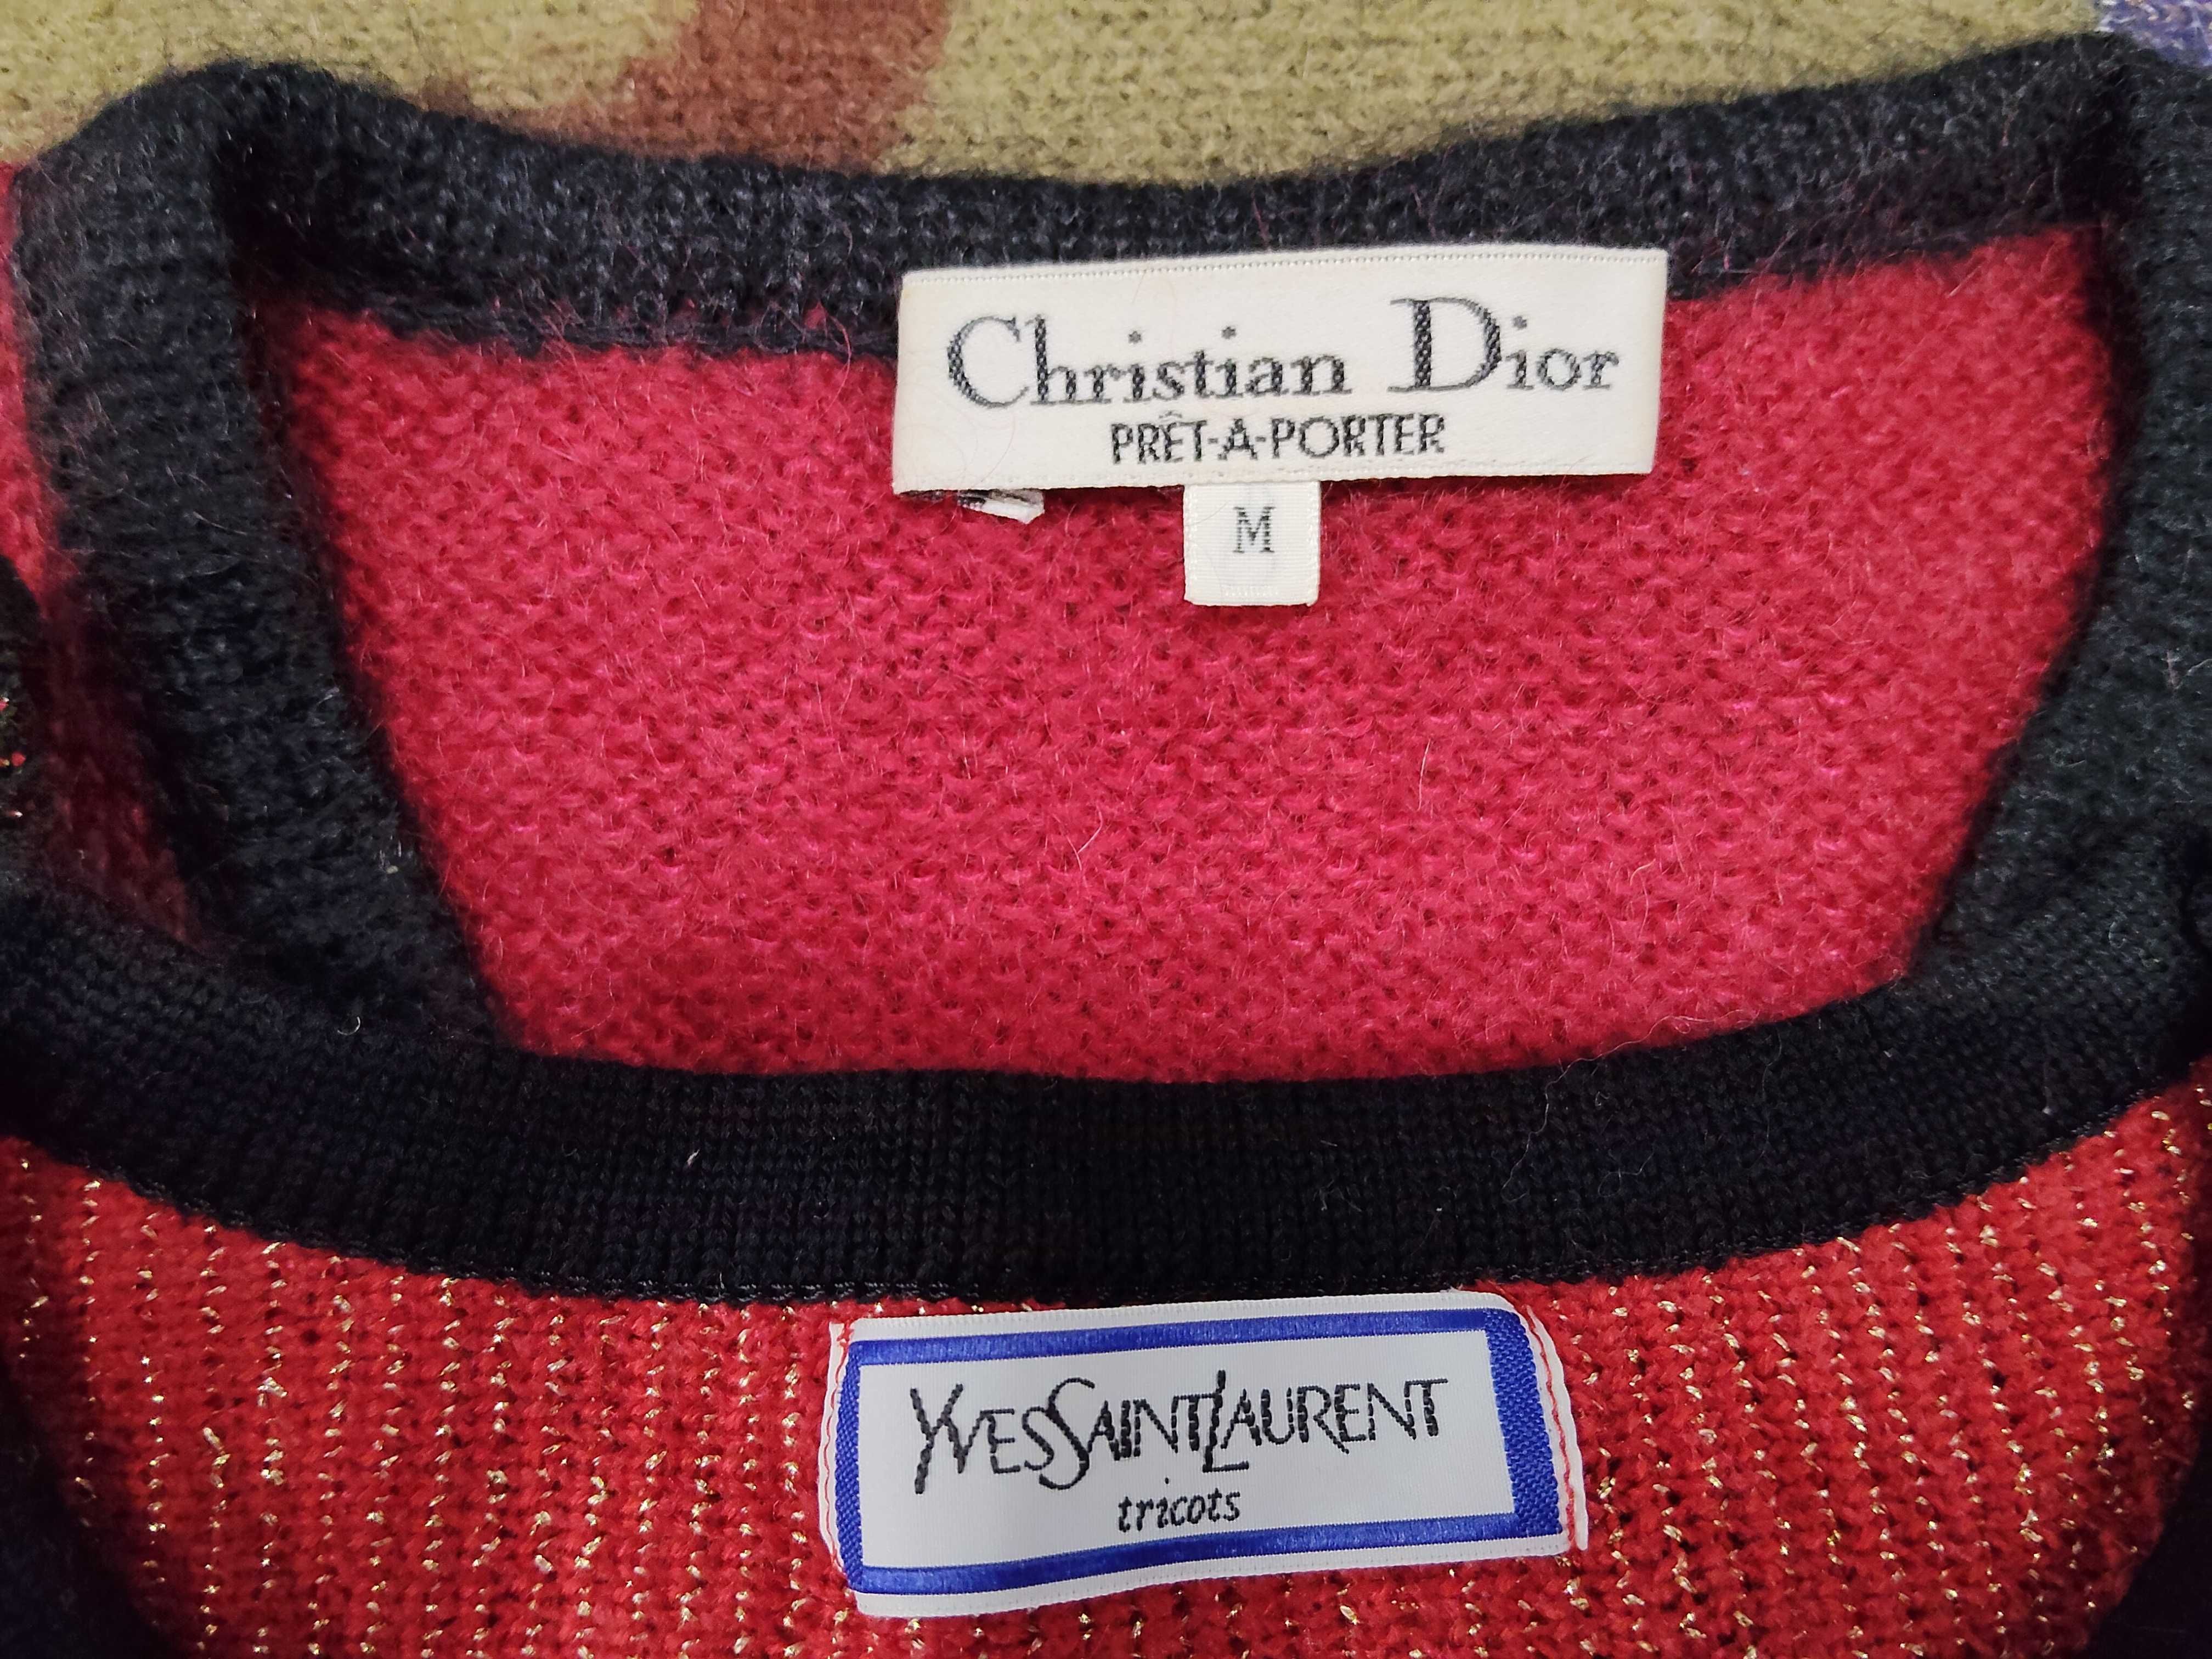 Christian Dior
PRÊT-A-PORTER
M
YVESSAINTLAURENT
tricots